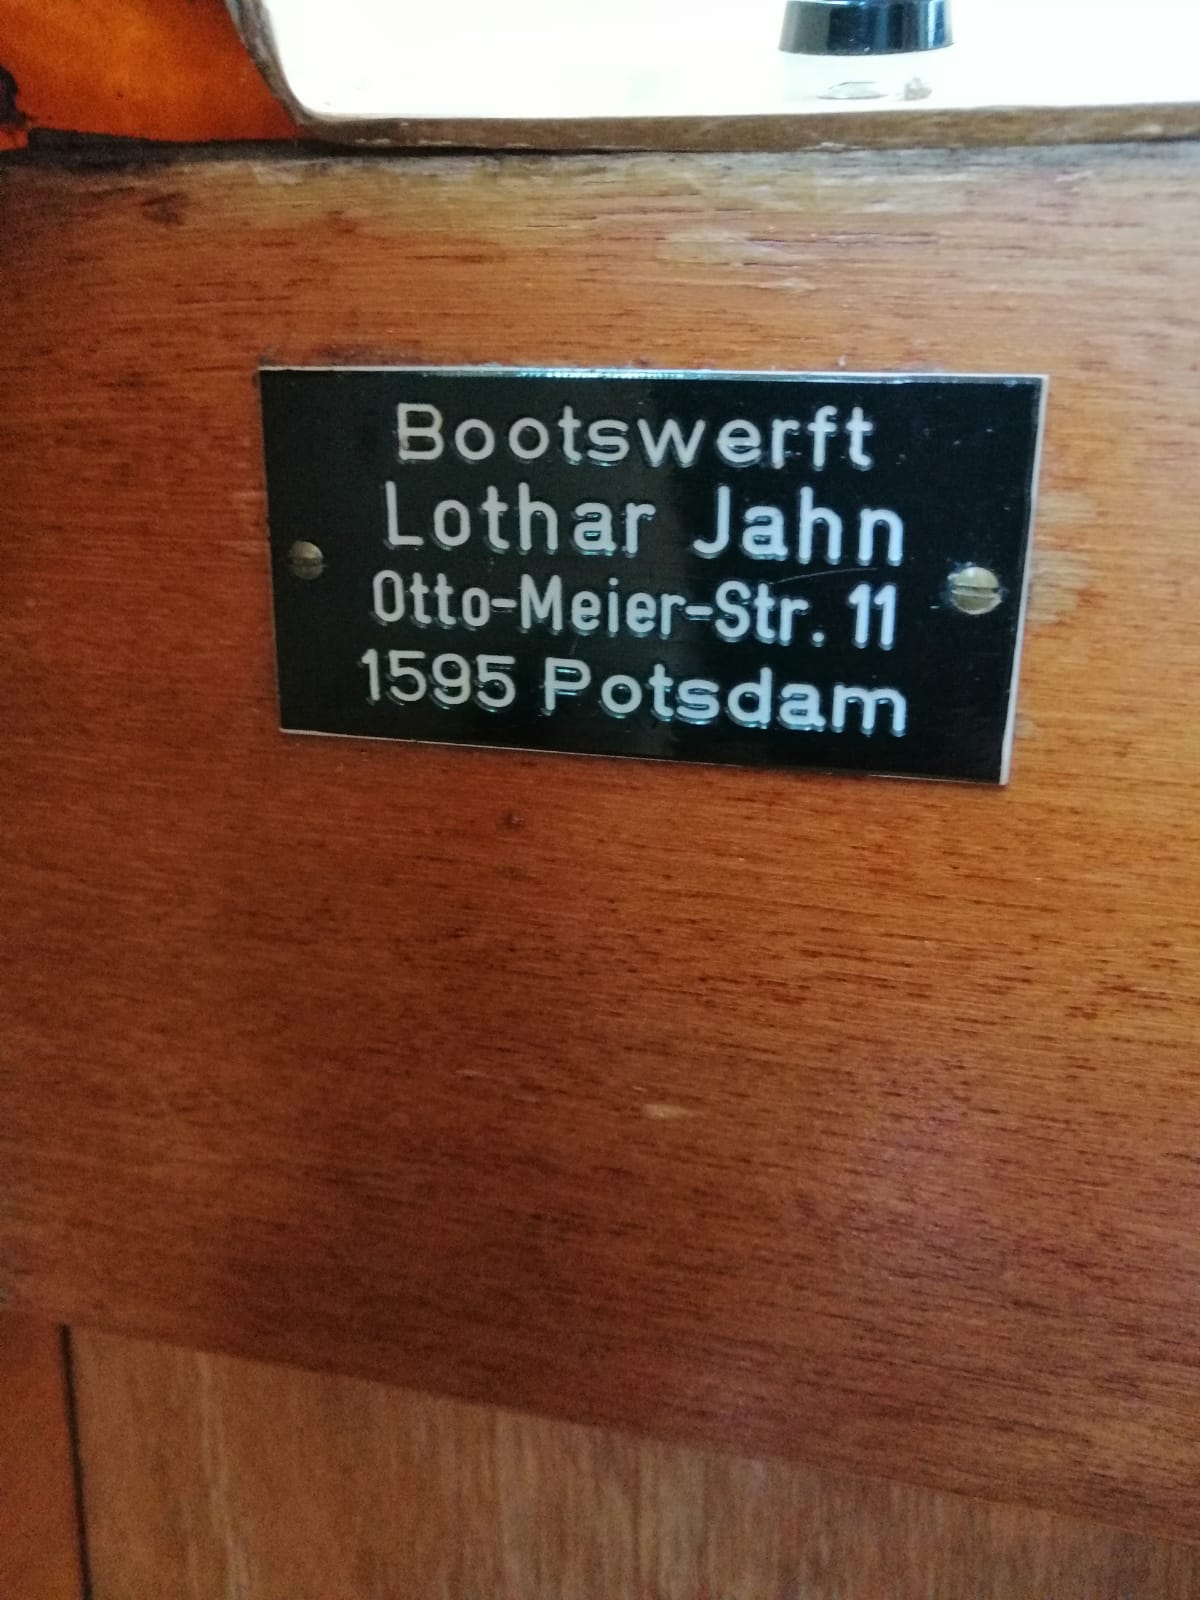 Bootswerft
Lothar Jahn
Otto-Meier-Str. 11
1595 Potsdam